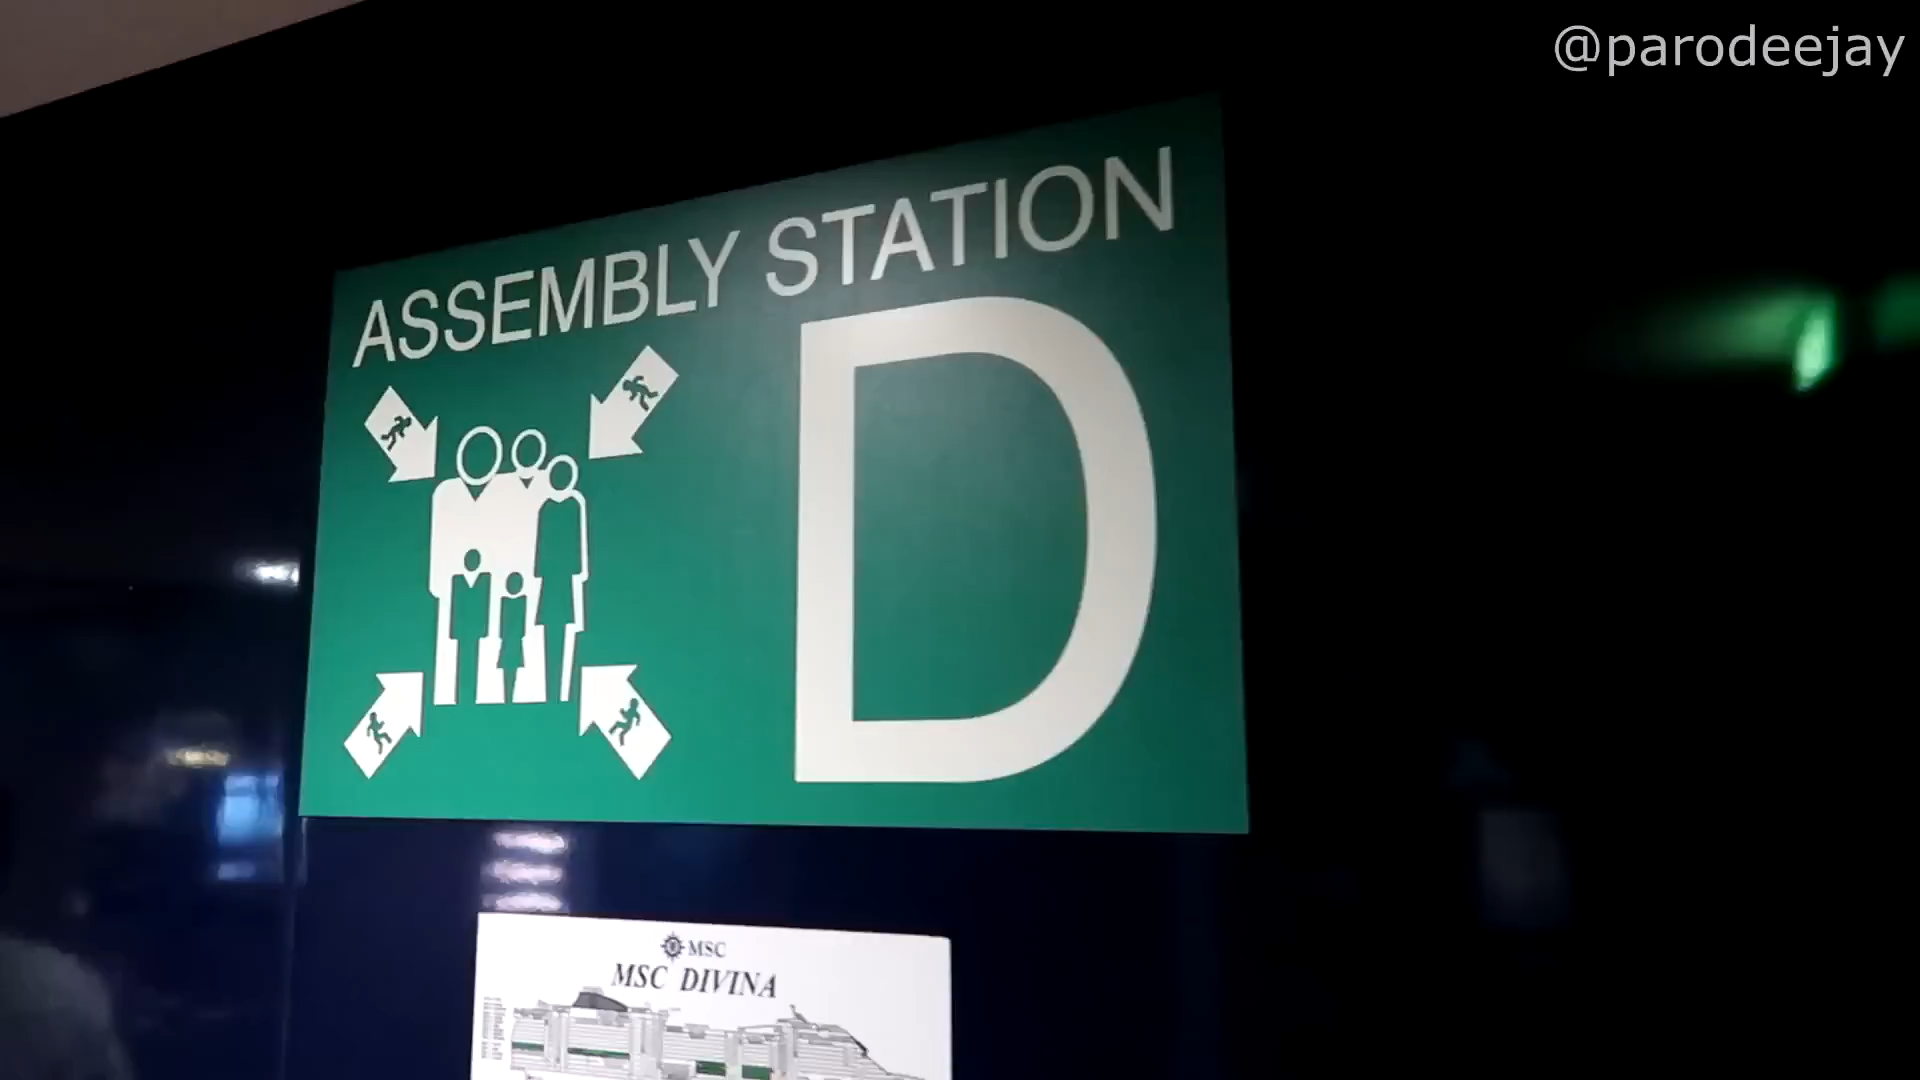 @parodeejay
ASSEMBLY STATION
D
MSC
MSC DIVINA